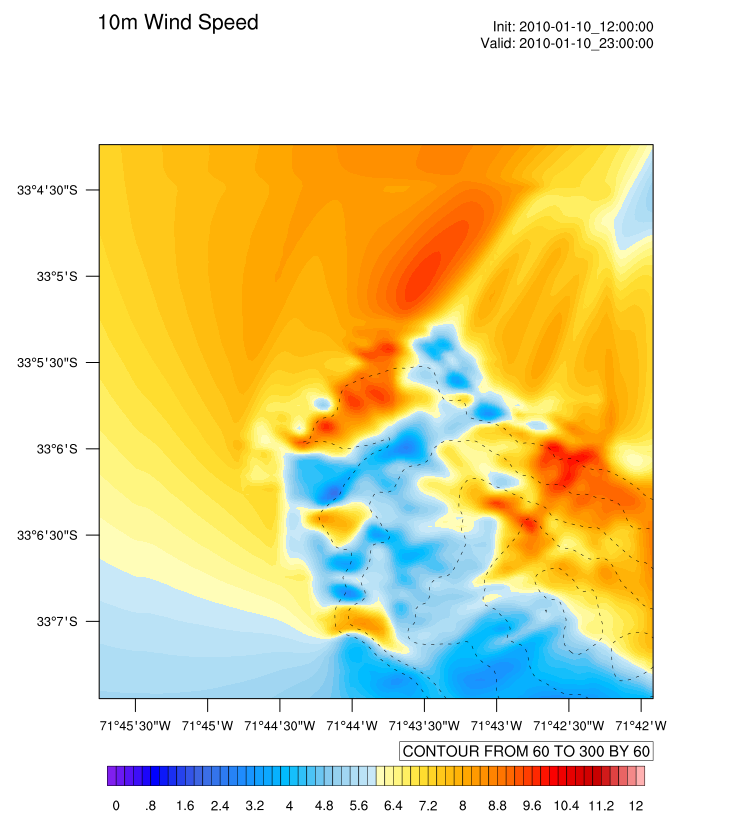 10m Wind Speed
Init: 2010-01-10_12:00:00
Valid: 2010-01-10_23:00:00
33°4'30"S
33°5'S
33°5'30"S
33°6'S
33°6'30"S
33°7'S
71°45'30"W 71°45'W 71°44'30"W 71°44'W 71°43'30"W 71°43'W 71°42'30"W 71°42'W
CONTOUR FROM 60 TO 300 BY 60
0 .8 1.6 2.4 3.2 4 4.8 5.6 6.4 7.2 8 8.8 9.6 10.4 11.2 12